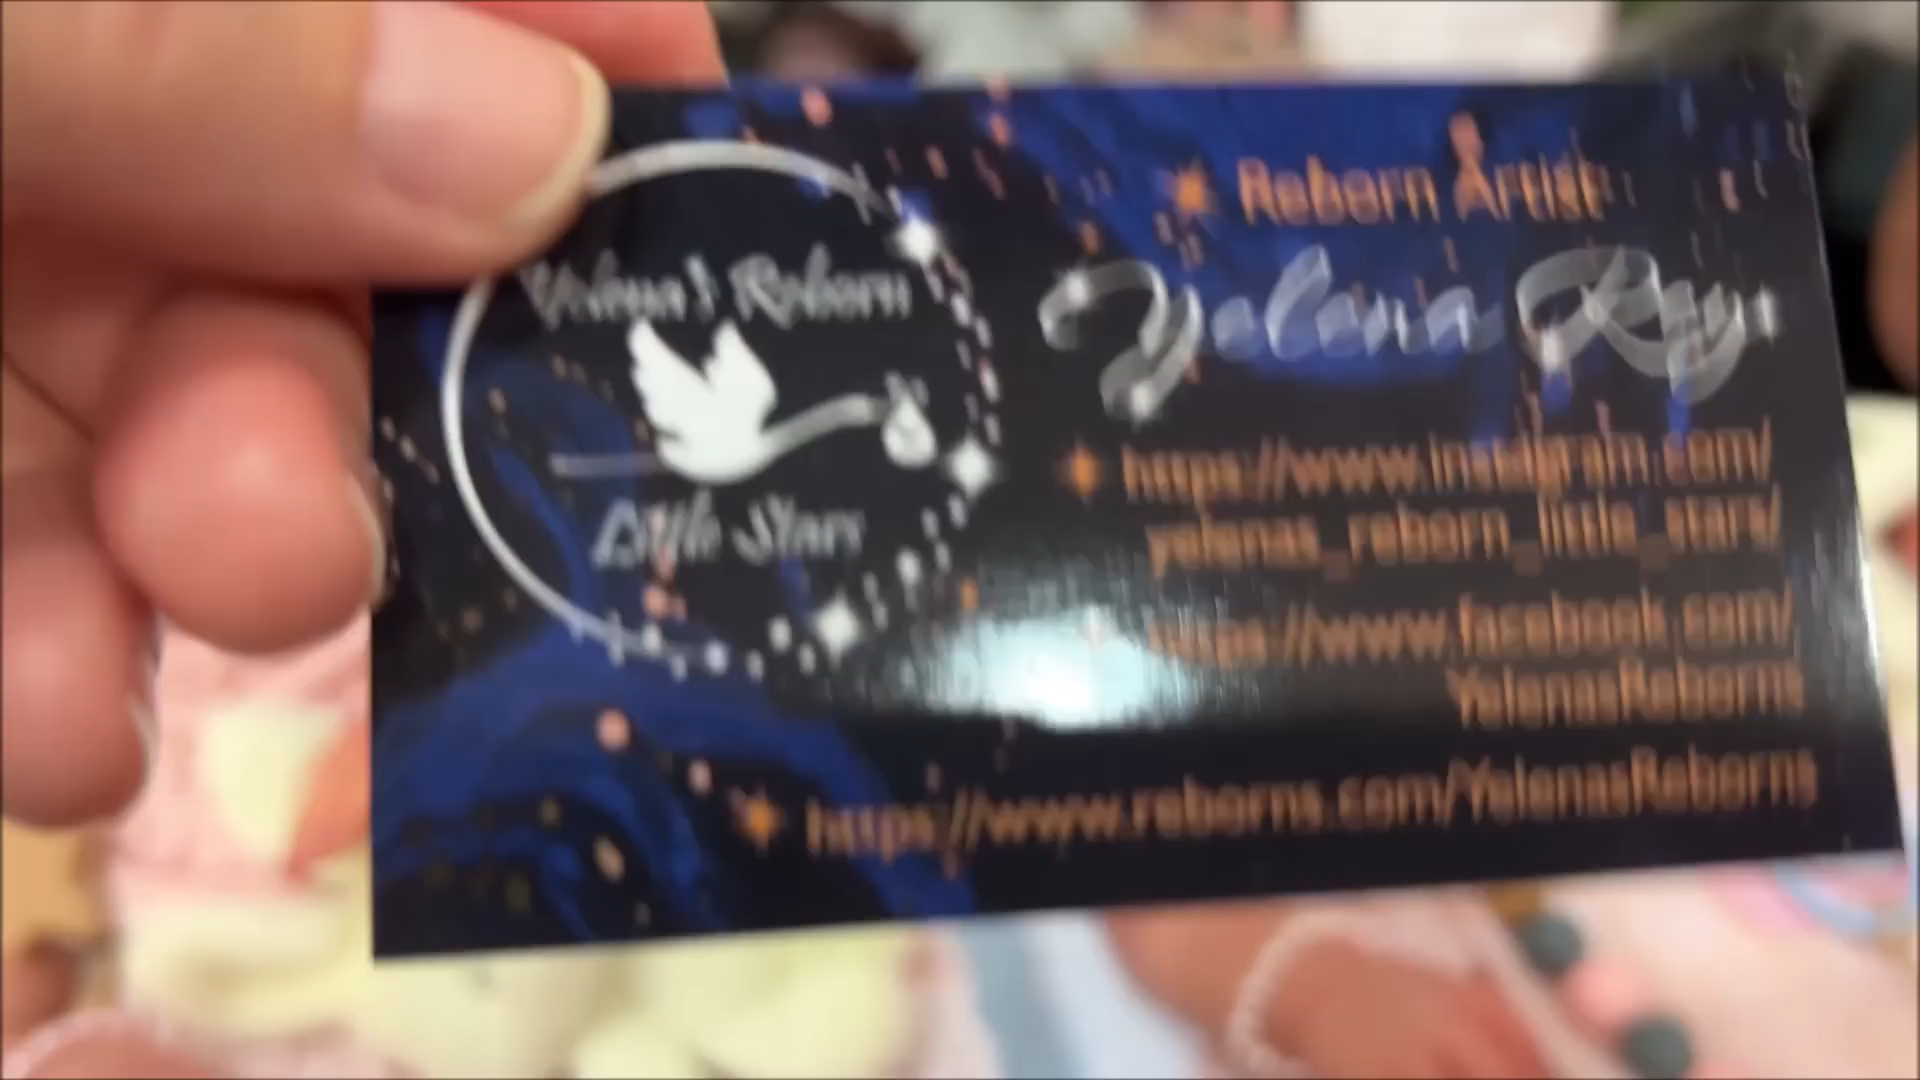 Yelena's Reborn
Little Stars
Reborn Artist
Yelena
https://www.instagram.com/
yelenas_reborn_little_stars/
https://www.facebook.com/
YelenasReborns
https://www.reborns.com/YelenasReborns